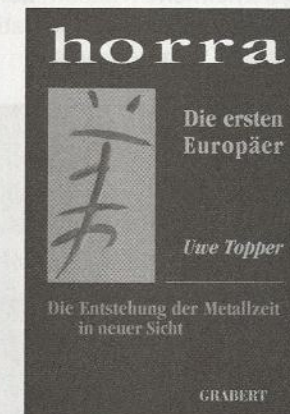 horra
Die ersten
Europäer
Uwe Topper
Die Entstehung der Metallzeit
in neuer Sicht
GRABERT